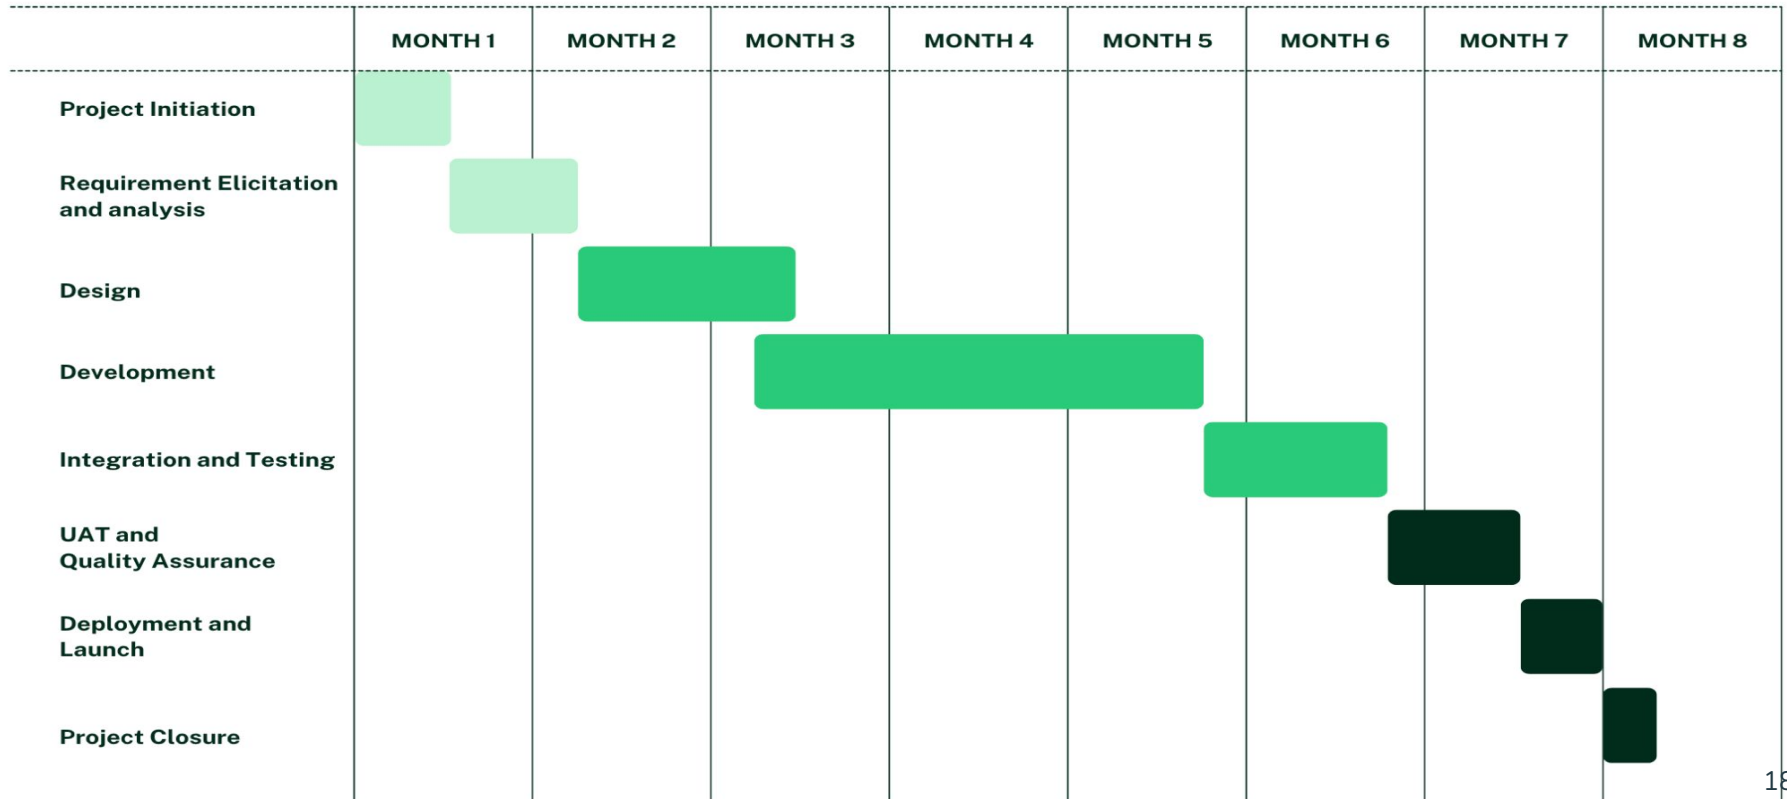 MONTH 1 MONTH 2 MONTH 3 MONTH 4 MONTH 5 MONTH 6 MONTH 7 MONTH 8
Project Initiation
Requirement Elicitation
and analysis
Design
Development
Integration and Testing
UAT and
Quality Assurance
Deployment and
Launch
Project Closure